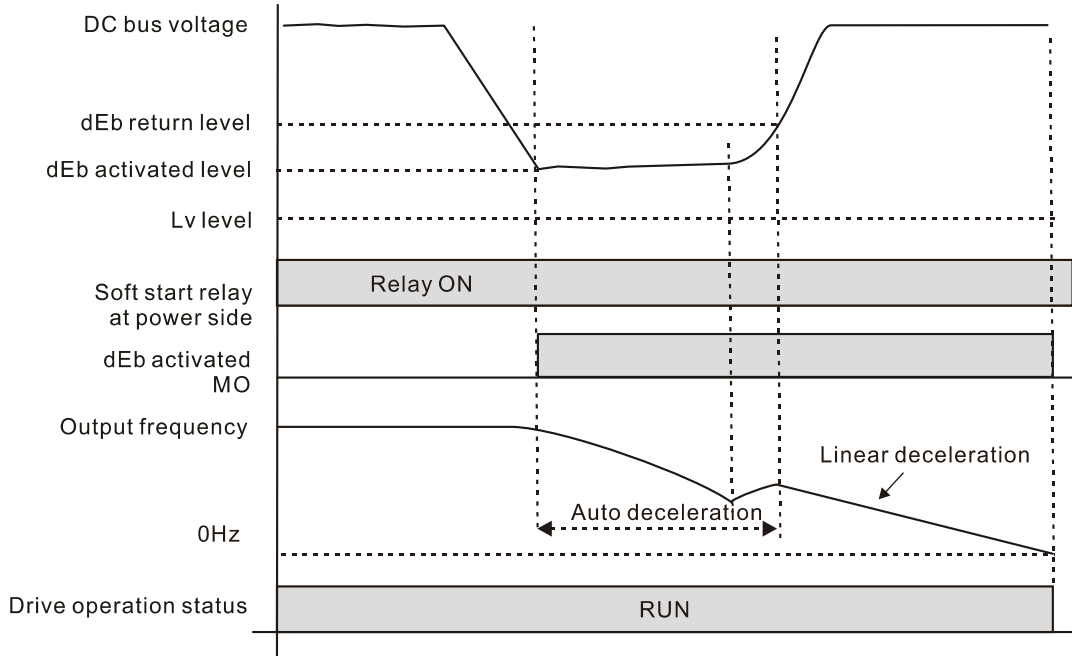 DC bus voltage
dEb return level
dEb activated level
Lv level
Relay ON
Soft start relay
at power side
dEb activated
MO
Output frequency
Linear deceleration
Auto deceleration
0Hz
Drive operation status
RUN